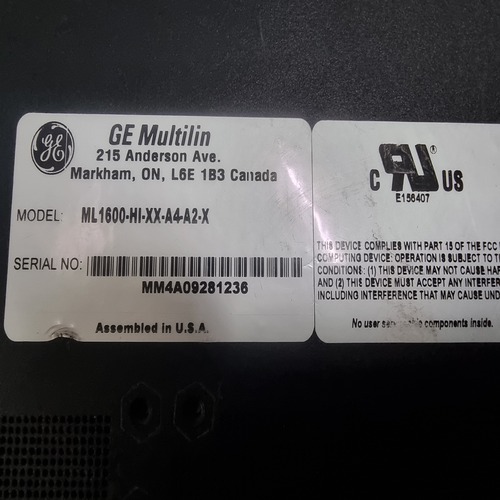 GE
GE Multilin
215 Anderson Ave.
Markham, ON, L6E 1B3 Canada
MODEL: ML1600-HI-XX-A4-A2-X
SERIAL NO:
MM4A09281236
Assembled in U.S.A.
C RU® US
E156407
THIS DEVICE COMPLIES WITH PART 15 OF THE FCC
COMPUTING DEVICE: OPERATION IS SUBJECT TO
CONDITIONS: (1) THIS DEVICE MAY NOT CAUSE
AND (2) THIS DEVICE MUST ACCEPT ANY
INCLUDING INTERFERENCE THAT MAY CAUSE
No user components inside.